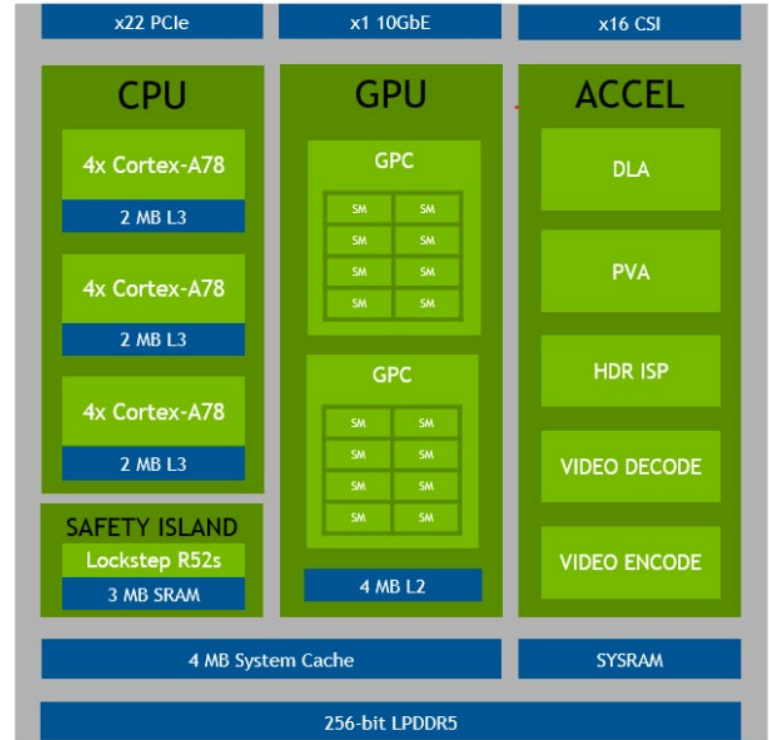 x22 PCIe
x1 10GbE
x16 CSI
CPU
4x Cortex-A78
2 MB L3
4x Cortex-A78
2 MB L3
4x Cortex-A78
2 MB L3
SAFETY ISLAND
Lockstep R52s
3 MB SRAM
GPU
GPC
SM SM
SM SM
SM SM
SM SM
GPC
SM SM
SM SM
SM SM
SM SM
4 MB L2
ACCEL
DLA
PVA
HDR ISP
VIDEO DECODE
VIDEO ENCODE
4 MB System Cache
SYSRAM
256-bit LPDDR5